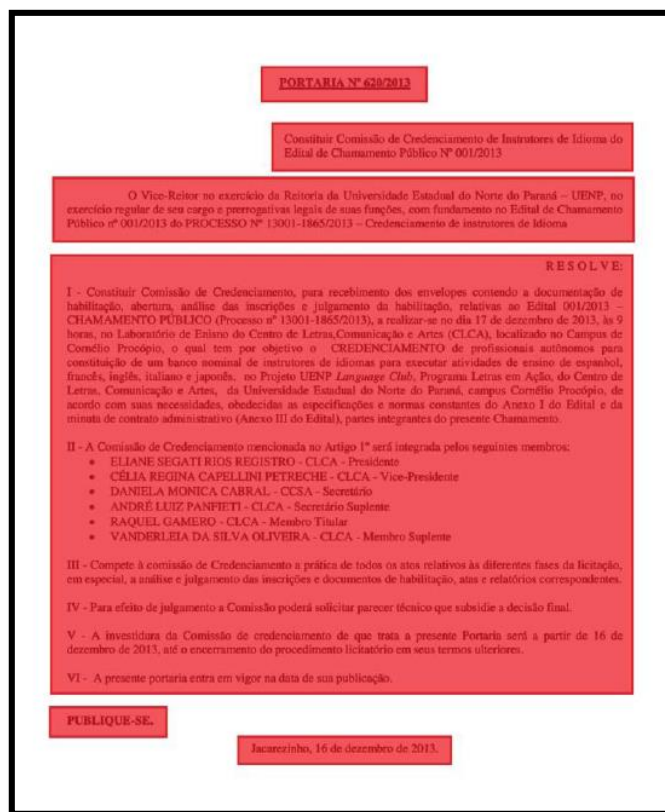 PORTARIA Nº 620/2013
Constituir Comissão de Credenciamento de Instrutores de Idioma do
Edital de Chamamento Público Nº 001/2013
O Vice-Reitor no exercício da Reitoria da Universidade Estadual do Norte do Paraná – UENP, no
exercício regular de seu cargo e prerrogativas legais de suas funções, com fundamento no Edital de Chamamento
Público nº 001/2013 do PROCESSO Nº 13001-1865/2013 – Credenciamento de instrutores de Idioma
R E S O L V E:
I - Constituir Comissão de Credenciamento, para recebimento dos envelopes contendo a documentação de
habilitação, abertura, análise das inscrições e julgamento da habilitação, relativas ao Edital 001/2013 –
CHAMAMENTO PÚBLICO (Processo nº 13001-1865/2013), a realizar-se no dia 17 de dezembro de 2013, às 9
horas, no Laboratório de Enisno do Centro de Letras,Comunicação e Artes (CLCA), localizado no Campus de
Cornélio Procópio, o qual tem por objetivo o CREDENCIAMENTO de profissionais autônomos para
constituição de um banco nominal de instrutores de idiomas para executar atividades de ensino de espanhol,
francês, inglês, italiano e japonês, no Projeto UENP Language Club, Programa Letras em Ação, do Centro de
Letras, Comunicação e Artes, da Universidade Estadual do Norte do Paraná, campus Cornélio Procópio, de
acordo com suas necessidades, obedecidas as especificações e normas constantes do Anexo I do Edital e da
minuta de contrato administrativo (Anexo III do Edital), partes integrantes do presente Chamamento.
II - A Comissão de Credenciamento mencionada no Artigo 1º será integrada pelos seguintes membros:
• ELIANE SEGATI RIOS REGISTRO - CLCA - Presidente
• CÉLIA REGINA CAPELLINI PETRECHE - CLCA - Vice-Presidente
• DANIELA MONICA CABRAL - CCSA - Secretário
• ANDRÉ LUIZ PANFIETI - CLCA - Secretário Suplente
• RAQUEL GAMERO - CLCA - Membro Titular
• VANDERLEIA DA SILVA OLIVEIRA - CLCA - Membro Suplente
III - Compete à comissão de Credenciamento a prática de todos os atos relativos às diferentes fases da licitação,
em especial, a análise e julgamento das inscrições e documentos de habilitação, atas e relatórios correspondentes.
IV - Para efeito de julgamento a Comissão poderá solicitar parecer técnico que subsidie a decisão final.
V - A investidura da Comissão de credenciamento de que trata a presente Portaria será a partir de 16 de
dezembro de 2013, até o encerramento do procedimento licitatório em seus termos ulteriores.
VI - A presente portaria entra em vigor na data de sua publicação.
PUBLIQUE-SE.
Jacarezinho, 16 de dezembro de 2013.